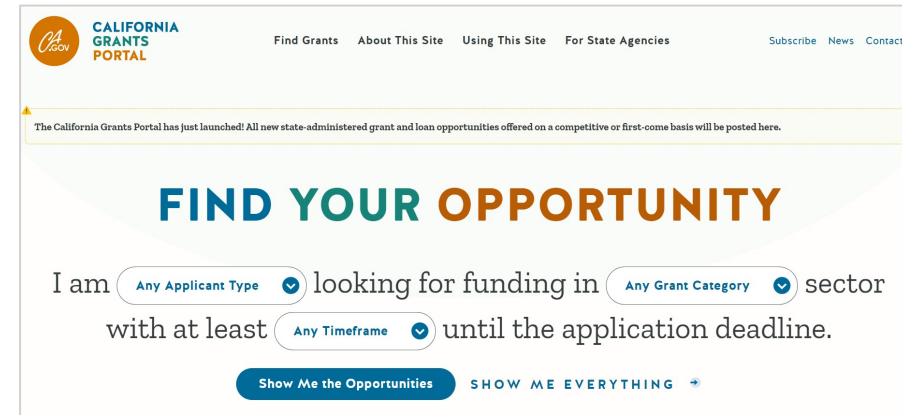 CA.GOV
CALIFORNIA
GRANTS
PORTAL
Find Grants About This Site Using This Site For State Agencies
Subscribe News Contact
The California Grants Portal has just launched! All new state-administered grant and loan opportunities offered on a competitive or first-come basis will be posted here.
FIND YOUR OPPORTUNITY
I am Any Applicant Type looking for funding in Any Grant Category sector
with at least Any Timeframe until the application deadline.
Show Me the Opportunities SHOW ME EVERYTHING